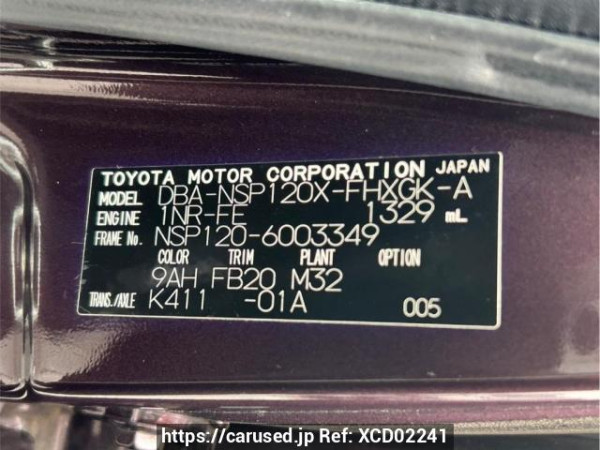 TOYOTA MOTOR CORPORATION JAPAN
MODEL DBA-NSP120X-FHXGK-A
ENGINE 1NR-FE 1329 mL
FRAME No. NSP120-6003349
COLOR TRIM PLANT OPTION
9AH FB20 M32
TRANS./AXLE K411 -01A 005
https://carused.jp Ref: XCD02241